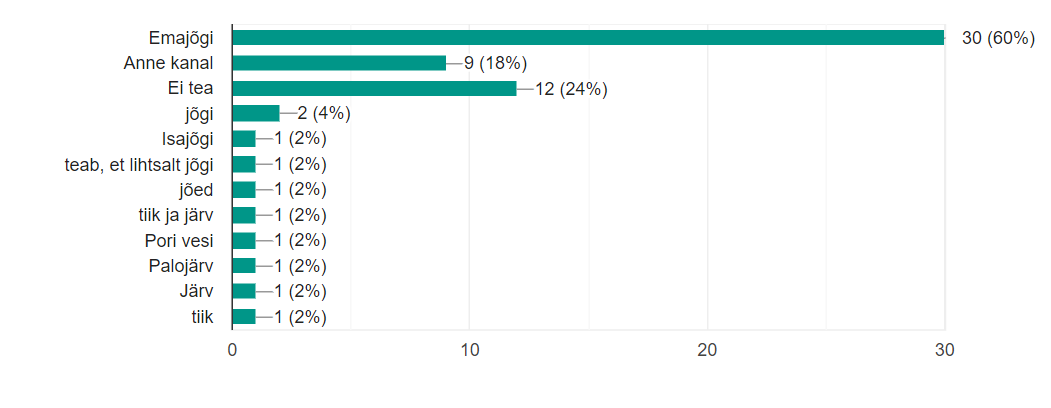 Emajõgi 30 (60%)
Anne kanal 9 (18%)
Ei tea 12 (24%)
jõgi 2 (4%)
Isajõgi 1 (2%)
teab, et lihtsalt jõgi 1 (2%)
jõed 1 (2%)
tiik ja järv 1 (2%)
Pori vesi 1 (2%)
Palojärv 1 (2%)
Järv 1 (2%)
tiik 1 (2%)
0 10 20 30